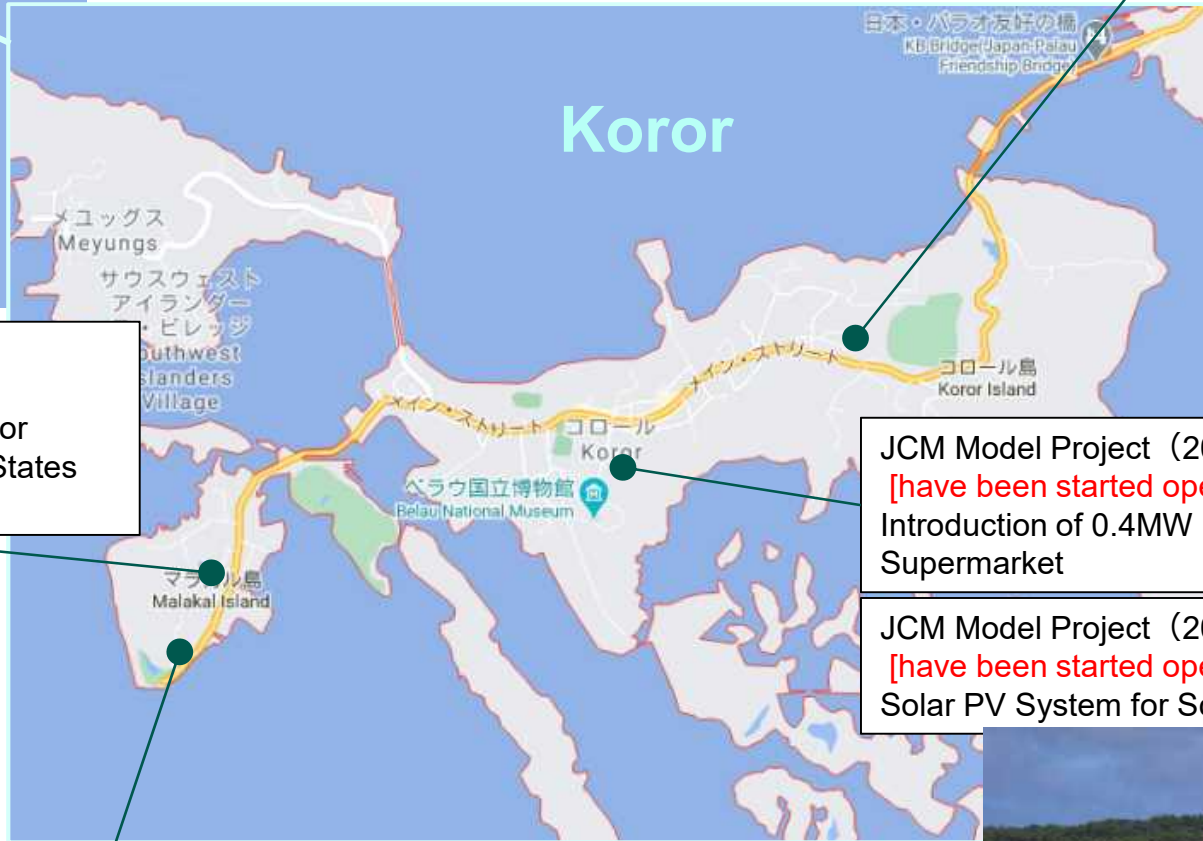 日本・パラオ友好の橋
KB Bridge(Japan-Palau
Friendship Bridge)
Koror
メユッグス
Meyungs
サウスウェスト
アイランダー
・ビレッジ
outhwest
slanders
Village
コロール島
Koror Island
メイン・ストリート
メイン・ストリート
コロール
Koror
ベラウ国立博物館
Belau National Museum
マラカル島
Malakal Island
or
States
JCM Model Project（20
[have been started ope
Introduction of 0.4MW
Supermarket
JCM Model Project（20
[have been started ope
Solar PV System for Sc